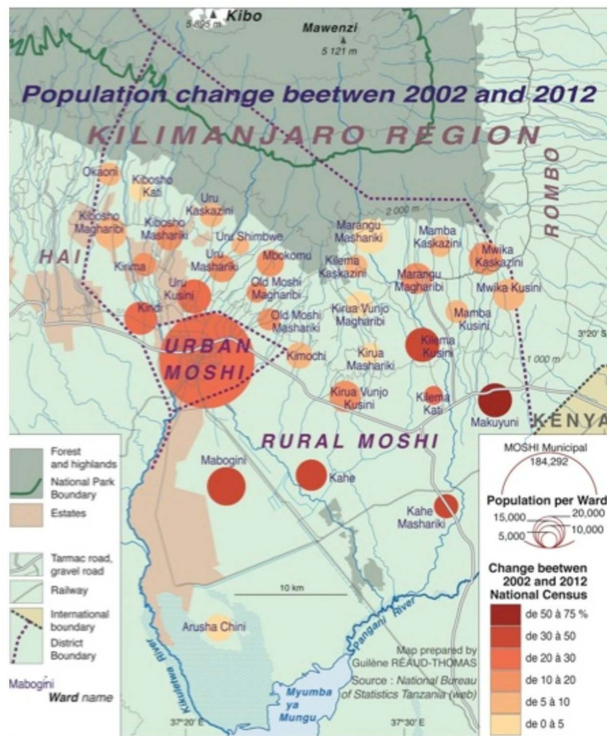 5 895 m
Kibo
Mawenzi
5 121 m
Population change beetwen 2002 and 2012
KILIMANJARO REGION
ROMBO
HAI
2 000 m
Okaoni
Kibosho
Kati
Uru
Kaskazini
Kibosho
Magharibi
Kibosho
Mashariki
Uru Shimbwe
Marangu
Mashariki
Mamba
Kaskazini
Mwika
Kaskazini
Kirima
Uru
Mashariki
Mbokomu
Kilema
Kaskazini
Marangu
Magharibi
Mwika Kusini
Uru
Kusini
Old Moshi
Magharibi
Kindi
Old Moshi
Mashariki
Kirua Vunjo
Magharibi
Mamba
Kusini
3°20' S
1 000 m
URBAN
MOSHI
Kimochi
Kirua
Mashariki
Kilema
Kusini
Kirua Vunjo
Kusini
Kilema
Kati
Makuyuni
KENYA
RURAL MOSHI
Mabogini
Kahe
Kahe
Mashariki
10 km
Arusha Chini
Kikuletwa River
Pangani River
Myumba
ya
Mungu
Map prepared by
Guilène RÉAUD-THOMAS
Source : National Bureau
of Statistics Tanzania (web)
37°20' E
37°30' E
Forest
and highlands
National Park
Boundary
Estates
Tarmac road,
gravel road
Railway
International
boundary
District
Boundary
Mabogini
Ward name
MOSHI Municipal
184,292
Population per Ward
15,000
20,000
5,000
10,000
Change beetwen
2002 and 2012
National Census
de 50 à 75 %
de 30 à 50
de 20 à 30
de 10 à 20
de 5 à 10
de 0 à 5